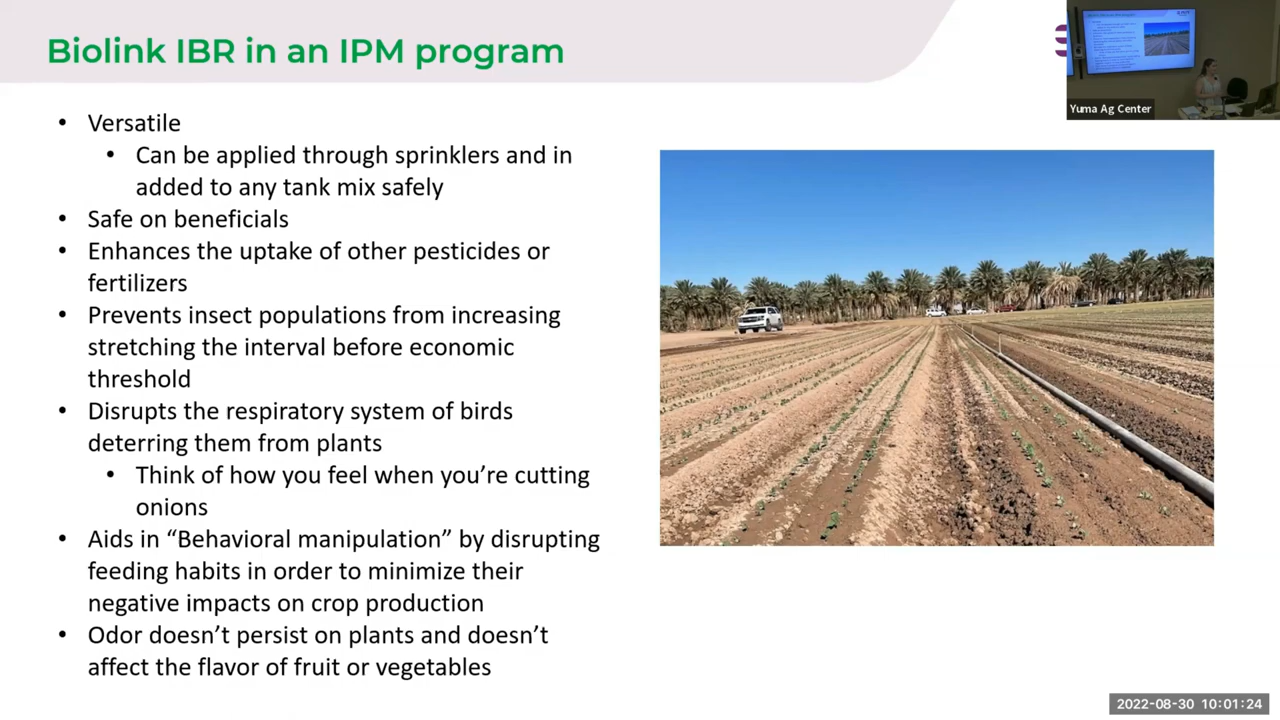 Biolink IBR in an IPM program
Yuma Ag Center
• Versatile
• Can be applied through sprinklers and in
added to any tank mix safely
• Safe on beneficials
• Enhances the uptake of other pesticides or
fertilizers
• Prevents insect populations from increasing
stretching the interval before economic
threshold
• Disrupts the respiratory system of birds
deterring them from plants
• Think of how you feel when you’re cutting
onions
• Aids in “Behavioral manipulation” by disrupting
feeding habits in order to minimize their
negative impacts on crop production
• Odor doesn’t persist on plants and doesn’t
affect the flavor of fruit or vegetables
2022-08-30 10:01:24